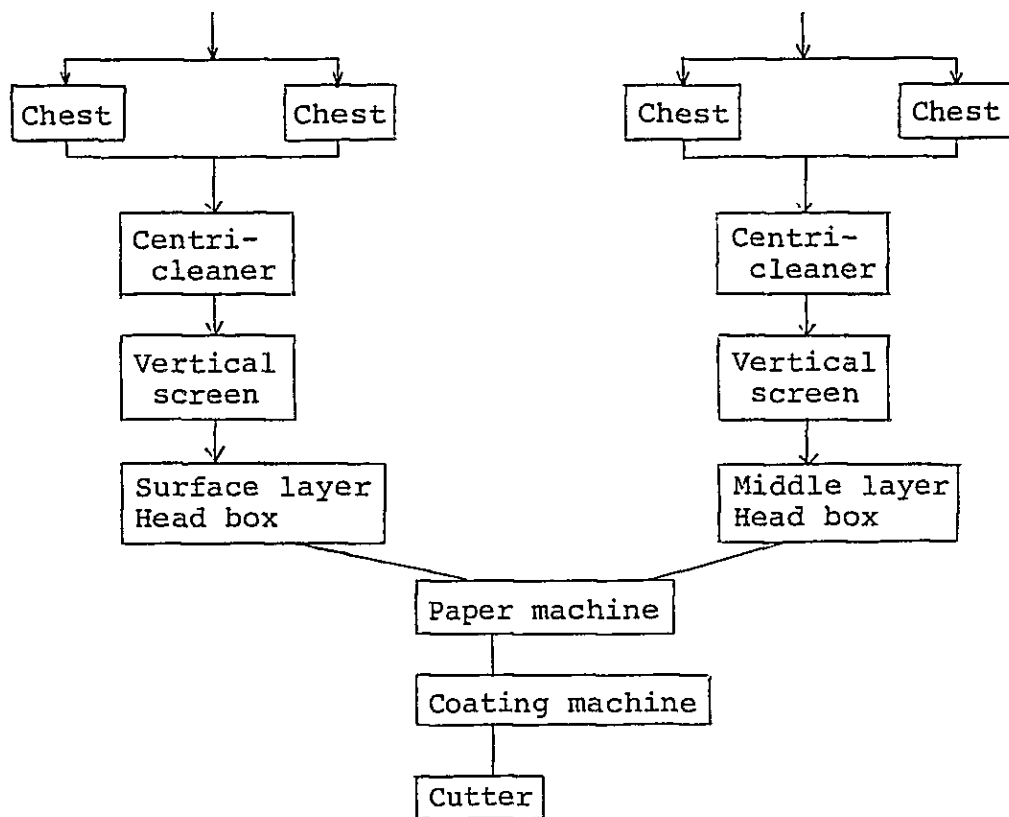 Chest
Chest
Chest
Chest
Centri-
cleaner
Centri-
cleaner
Vertical
screen
Vertical
screen
Surface layer
Head box
Middle layer
Head box
Paper machine
Coating machine
Cutter